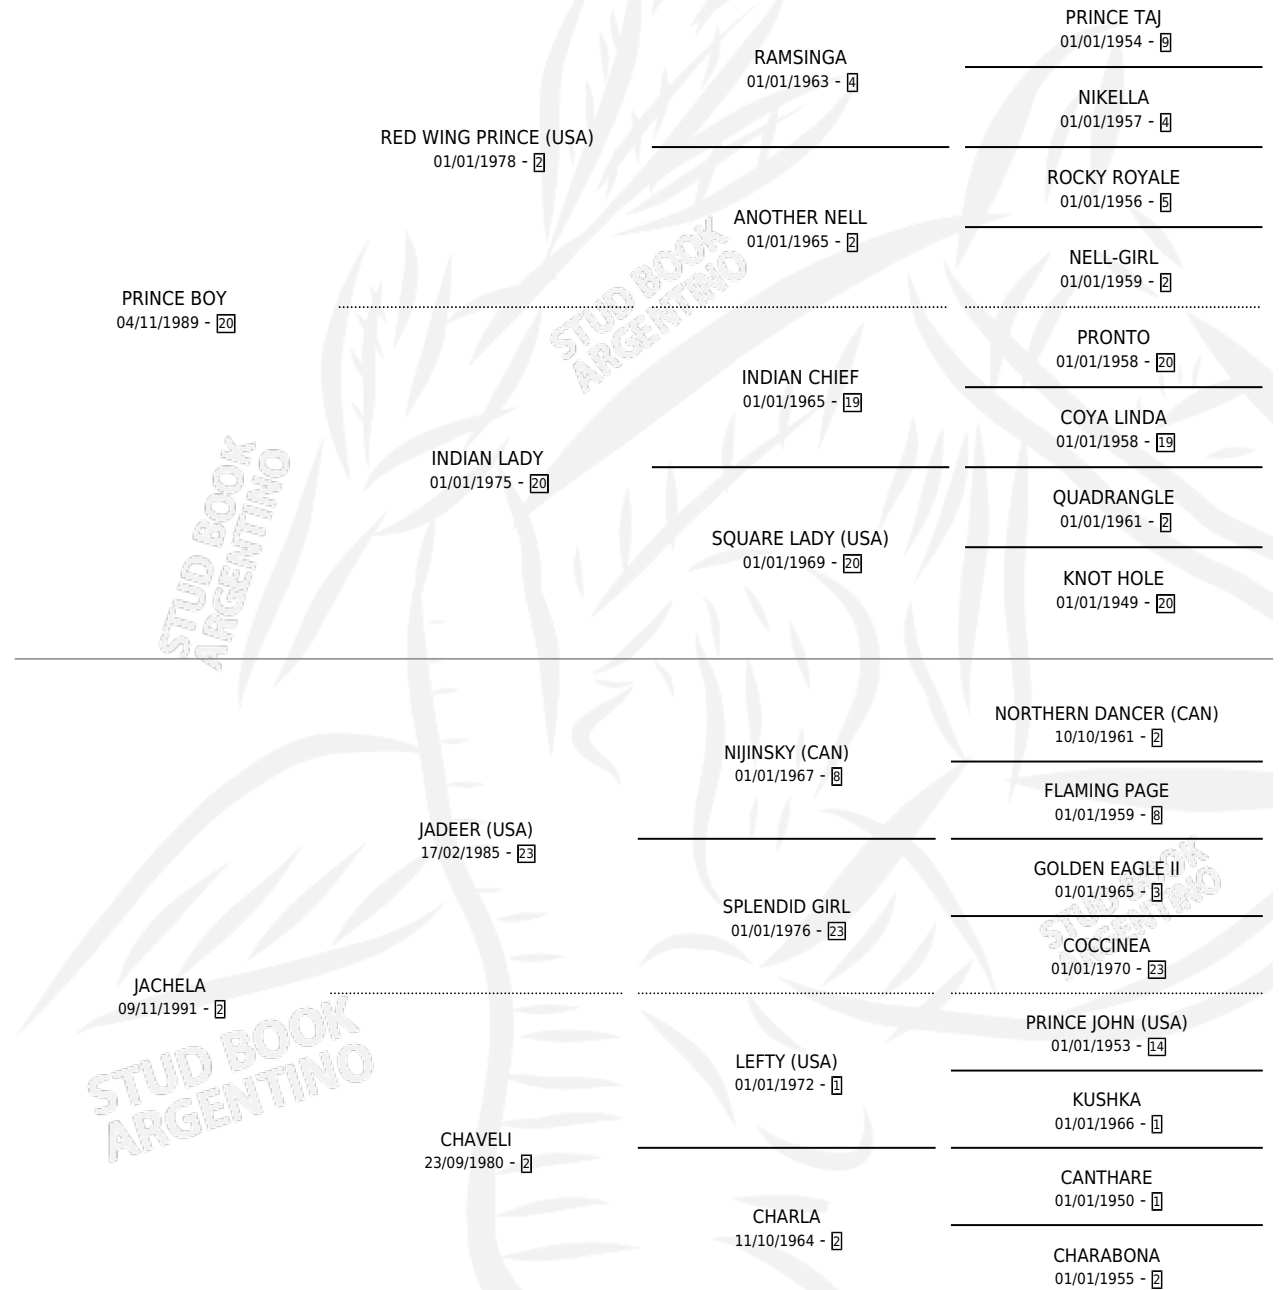 PRINCE TAJ
01/01/1954 - 9
RAMSINGA
01/01/1963 - 4
NIKELLA
01/01/1957 - 4
RED WING PRINCE (USA)
01/01/1978 - 2
ROCKY ROYALE
01/01/1956 - 5
ANOTHER NELL
01/01/1965 - 2
NELL-GIRL
01/01/1959 - 2
PRINCE BOY
04/11/1989 - 20
PRONTO
01/01/1958 - 20
INDIAN CHIEF
01/01/1965 - 19
COYA LINDA
01/01/1958 - 19
INDIAN LADY
01/01/1975 - 20
QUADRANGLE
01/01/1961 - 2
SQUARE LADY (USA)
01/01/1969 - 20
KNOT HOLE
01/01/1949 - 20
NORTHERN DANCER (CAN)
10/10/1961 - 2
NIJINSKY (CAN)
01/01/1967 - 8
FLAMING PAGE
01/01/1959 - 8
JADEER (USA)
17/02/1985 - 23
GOLDEN EAGLE II
01/01/1965 - 3
SPLENDID GIRL
01/01/1976 - 23
COCCINEA
01/01/1970 - 23
JACHELA
09/11/1991 - 2
PRINCE JOHN (USA)
01/01/1953 - 14
LEFTY (USA)
01/01/1972 - 1
KUSHKA
01/01/1966 - 1
CHAVELI
23/09/1980 - 2
CANTHARE
01/01/1950 - 1
CHARLA
11/10/1964 - 2
CHARABONA
01/01/1955 - 2
STUD BOOK
ARGENTINO
STUD BOOK
ARGENTINO
STUD BOOK
ARGENTINO
STUD BOOK
ARGENTINO